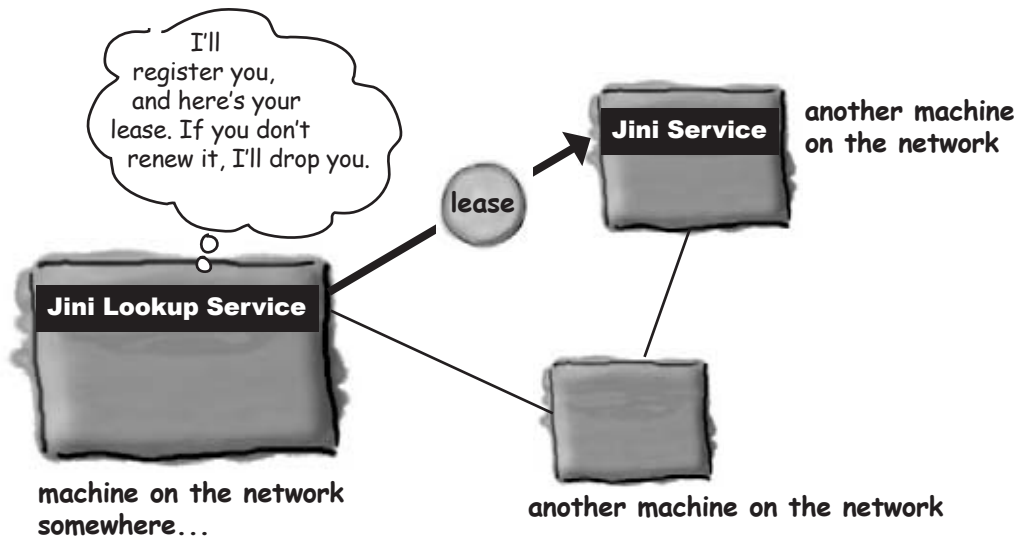 I'll
register you,
and here's your
lease. If you don't
renew it, I'll drop you.
Jini Service
another machine
on the network
lease
Jini Lookup Service
machine on the network
somewhere...
another machine on the network